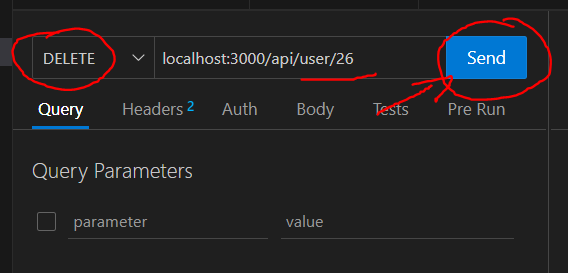 DELETE localhost:3000/api/user/26 Send
Query Headers 2 Auth Body Tests Pre Run
Query Parameters
parameter value